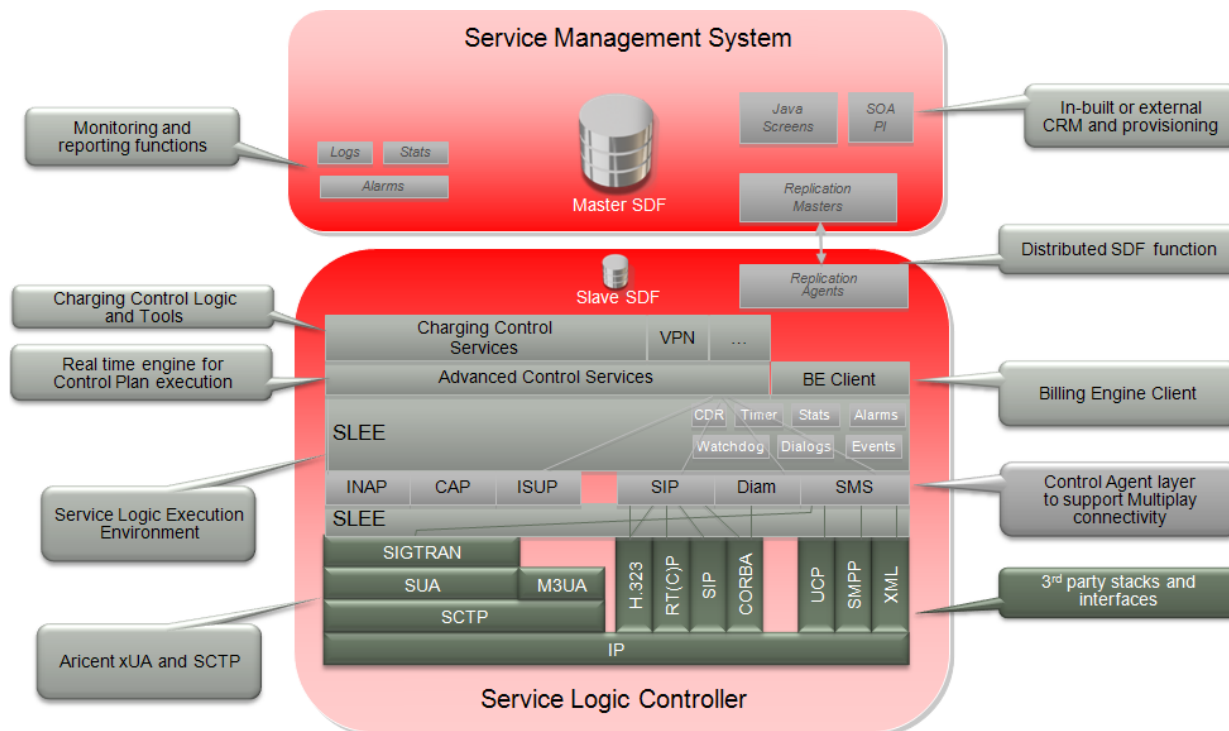 Service Management System
Monitoring and
reporting functions
Logs
Stats
Alarms
Master SDF
Java
Screens
SOA
PI
Replication
Masters
In-built or external
CRM and provisioning
Distributed SDF function
Slave SDF
Replication
Agents
Charging Control Logic
and Tools
Charging Control
Services
VPN
...
Real time engine for
Control Plan execution
Advanced Control Services
BE Client
Billing Engine Client
SLEE
CDR
Timer
Stats
Alarms
Watchdog
Dialogs
Events
Service Logic Execution
Environment
INAP
CAP
ISUP
SIP
Diam
SMS
Control Agent layer
to support Multiplay
connectivity
SLEE
SIGTRAN
SUA
M3UA
SCTP
H.323
RT(C)P
SIP
CORBA
UCP
SMPP
XML
IP
3rd party stacks and
interfaces
Aricent xUA and SCTP
Service Logic Controller